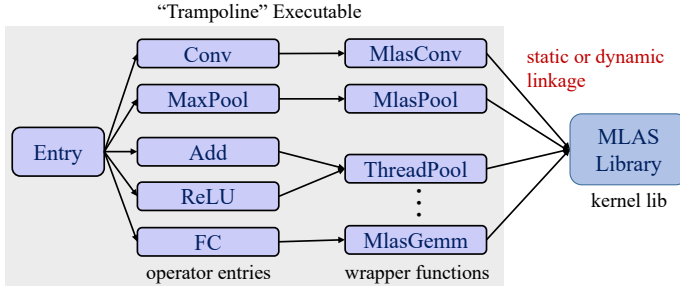 “Trampoline” Executable
Conv
MlasConv
static or dynamic
linkage
MaxPool
MlasPool
Entry
Add
ThreadPool
MLAS
Library
ReLU
kernel lib
FC
MlasGemm
operator entries
wrapper functions